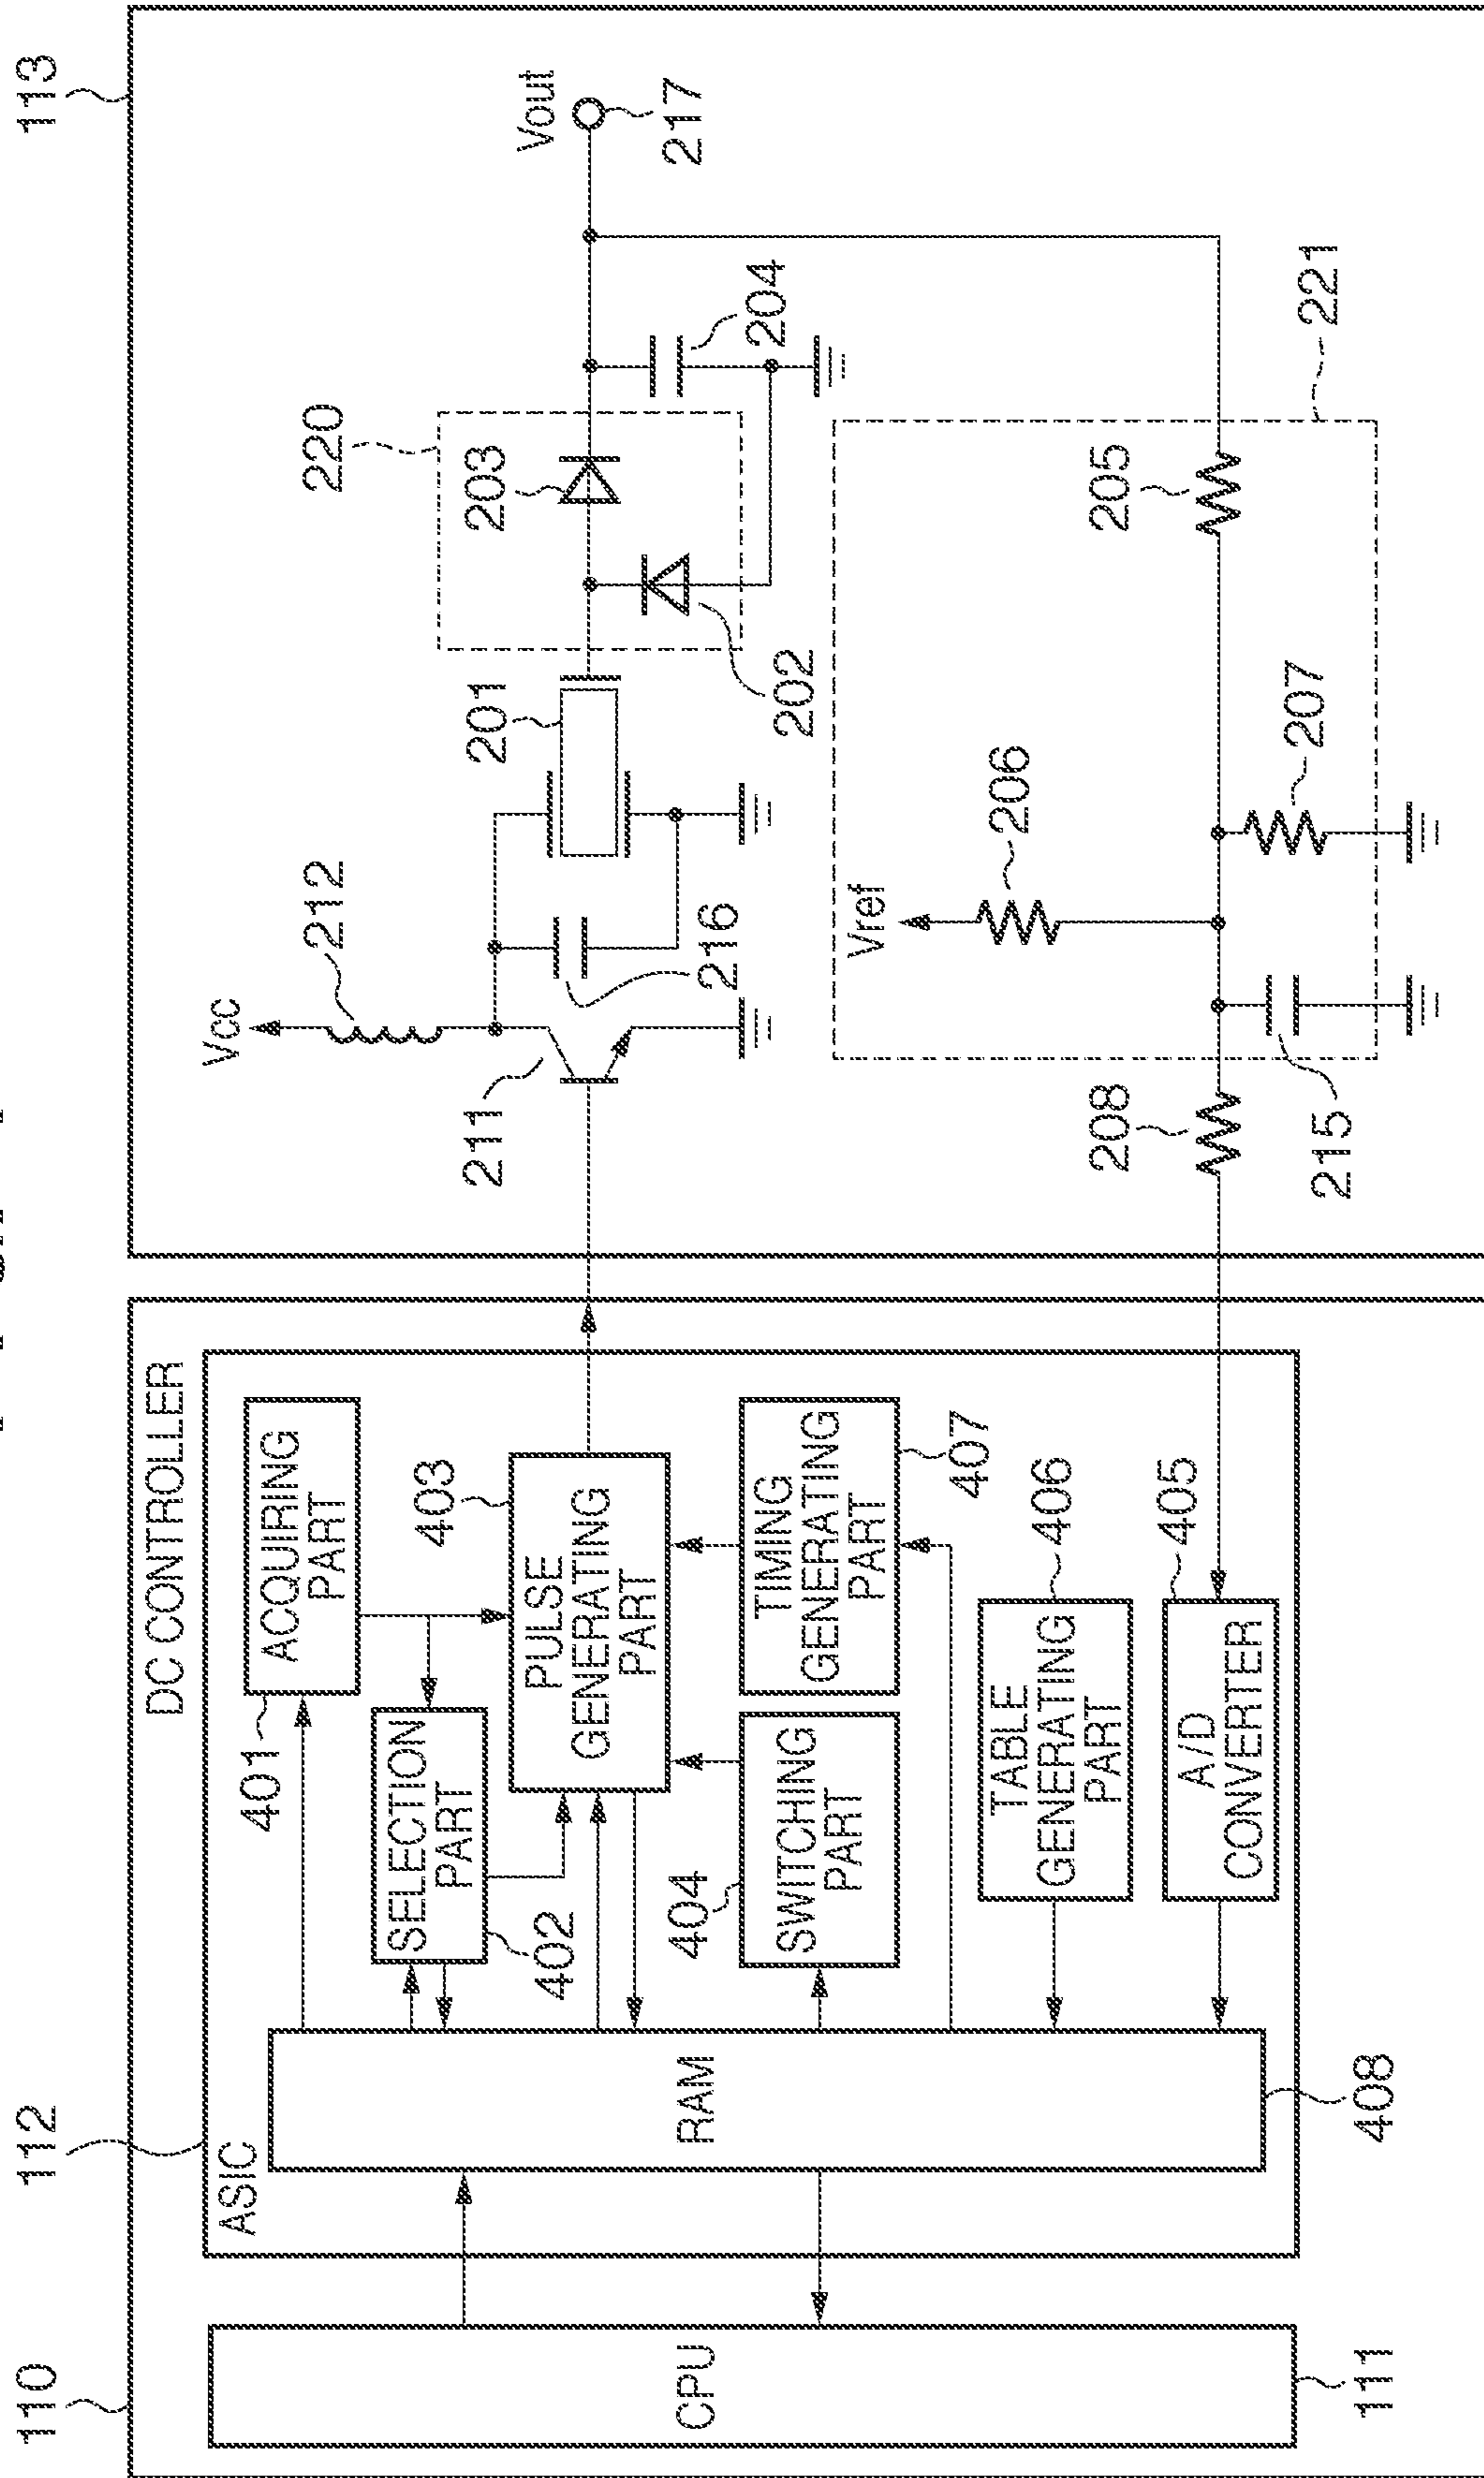 110
112
113
DC CONTROLLER
ASIC
CPU
111
RAM
408
401
ACQUIRING
PART
SELECTION
PART
402
403
PULSE
GENERATING
PART
404
SWITCHING
PART
TIMING
GENERATING
PART
407
TABLE
GENERATING
PART
406
A/D
CONVERTER
405
Vcc
212
211
216
201
220
203
202
204
Vout
217
221
Vref
206
205
207
208
215